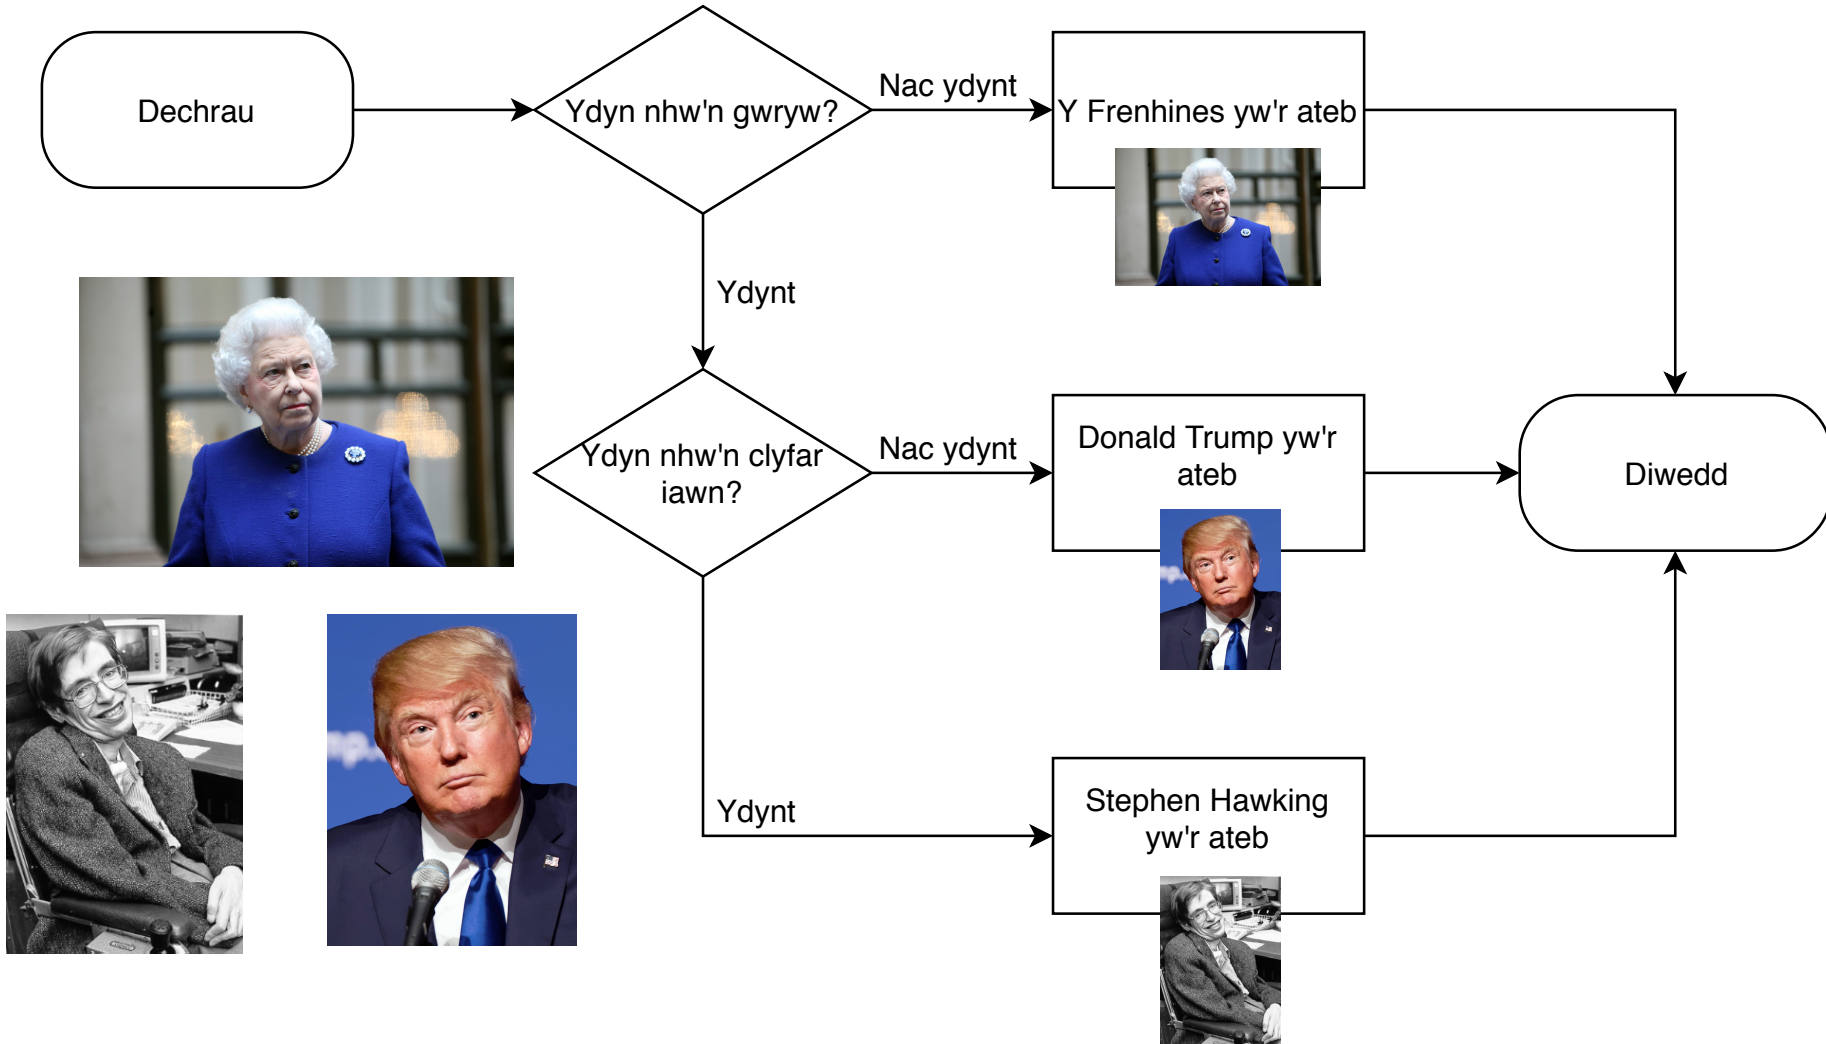 Dechrau
Ydyn nhw'n gwryw?
Nac ydynt
Y Frenhines yw'r ateb
Ydynt
Ydyn nhw'n clyfar
iawn?
Nac ydynt
Donald Trump yw'r
ateb
Diwedd
mp.
Ydynt
Stephen Hawking
yw'r ateb